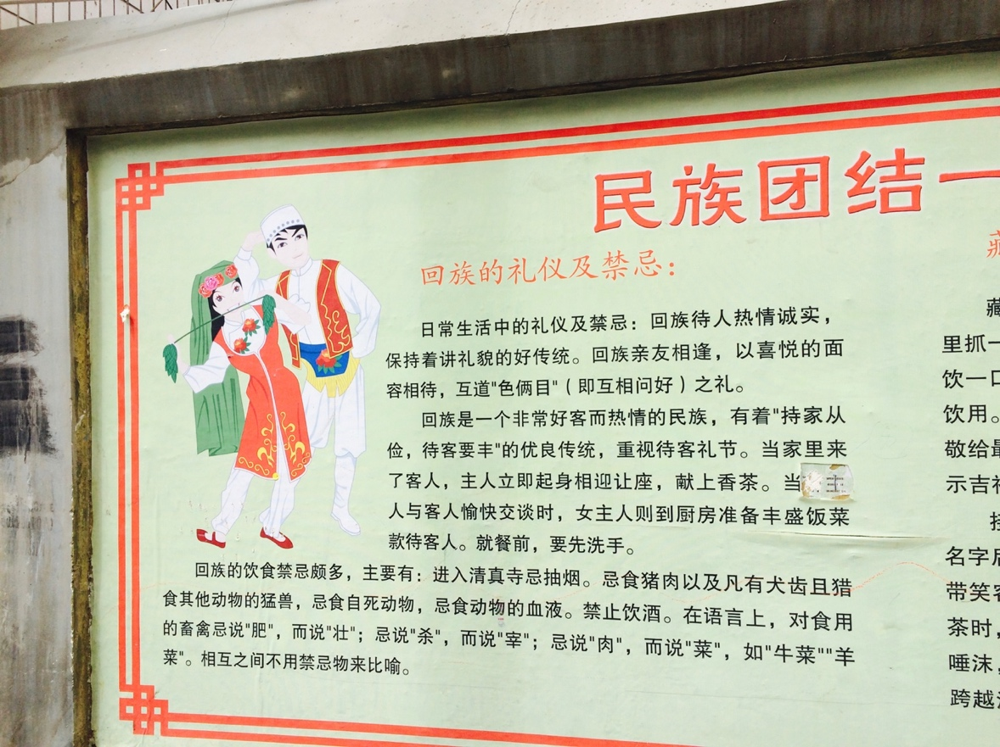 民族团结一
回族的礼仪及禁忌：
日常生活中的礼仪及禁忌：回族待人热情诚实，
保持着讲礼貌的好传统。回族亲友相逢，以喜悦的面
容相待，互道"色俩目"（即互相问好）之礼。
回族是一个非常好客而热情的民族，有着"持家从
俭，待客要丰"的优良传统，重视待客礼节。当家里来
了客人，主人立即起身相迎让座，献上香茶。当
人与客人愉快交谈时，女主人则到厨房准备丰盛饭菜
款待客人。就餐前，要先洗手。
回族的饮食禁忌颇多，主要有：进入清真寺忌抽烟。忌食猪肉以及凡有犬齿且猎
食其他动物的猛兽，忌食自死动物，忌食动物的血液。禁止饮酒。在语言上，对食用
的畜禽忌说"肥"，而说"壮"；忌说"杀"，而说"宰"；忌说"肉"，而说"菜"，如"牛菜""羊
菜"。相互之间不用禁忌物来比喻。
藏
藏
里抓一
饮一口
饮用。
敬给最
示吉祥
名字后
带笑容
茶时，
唾沫，
跨越